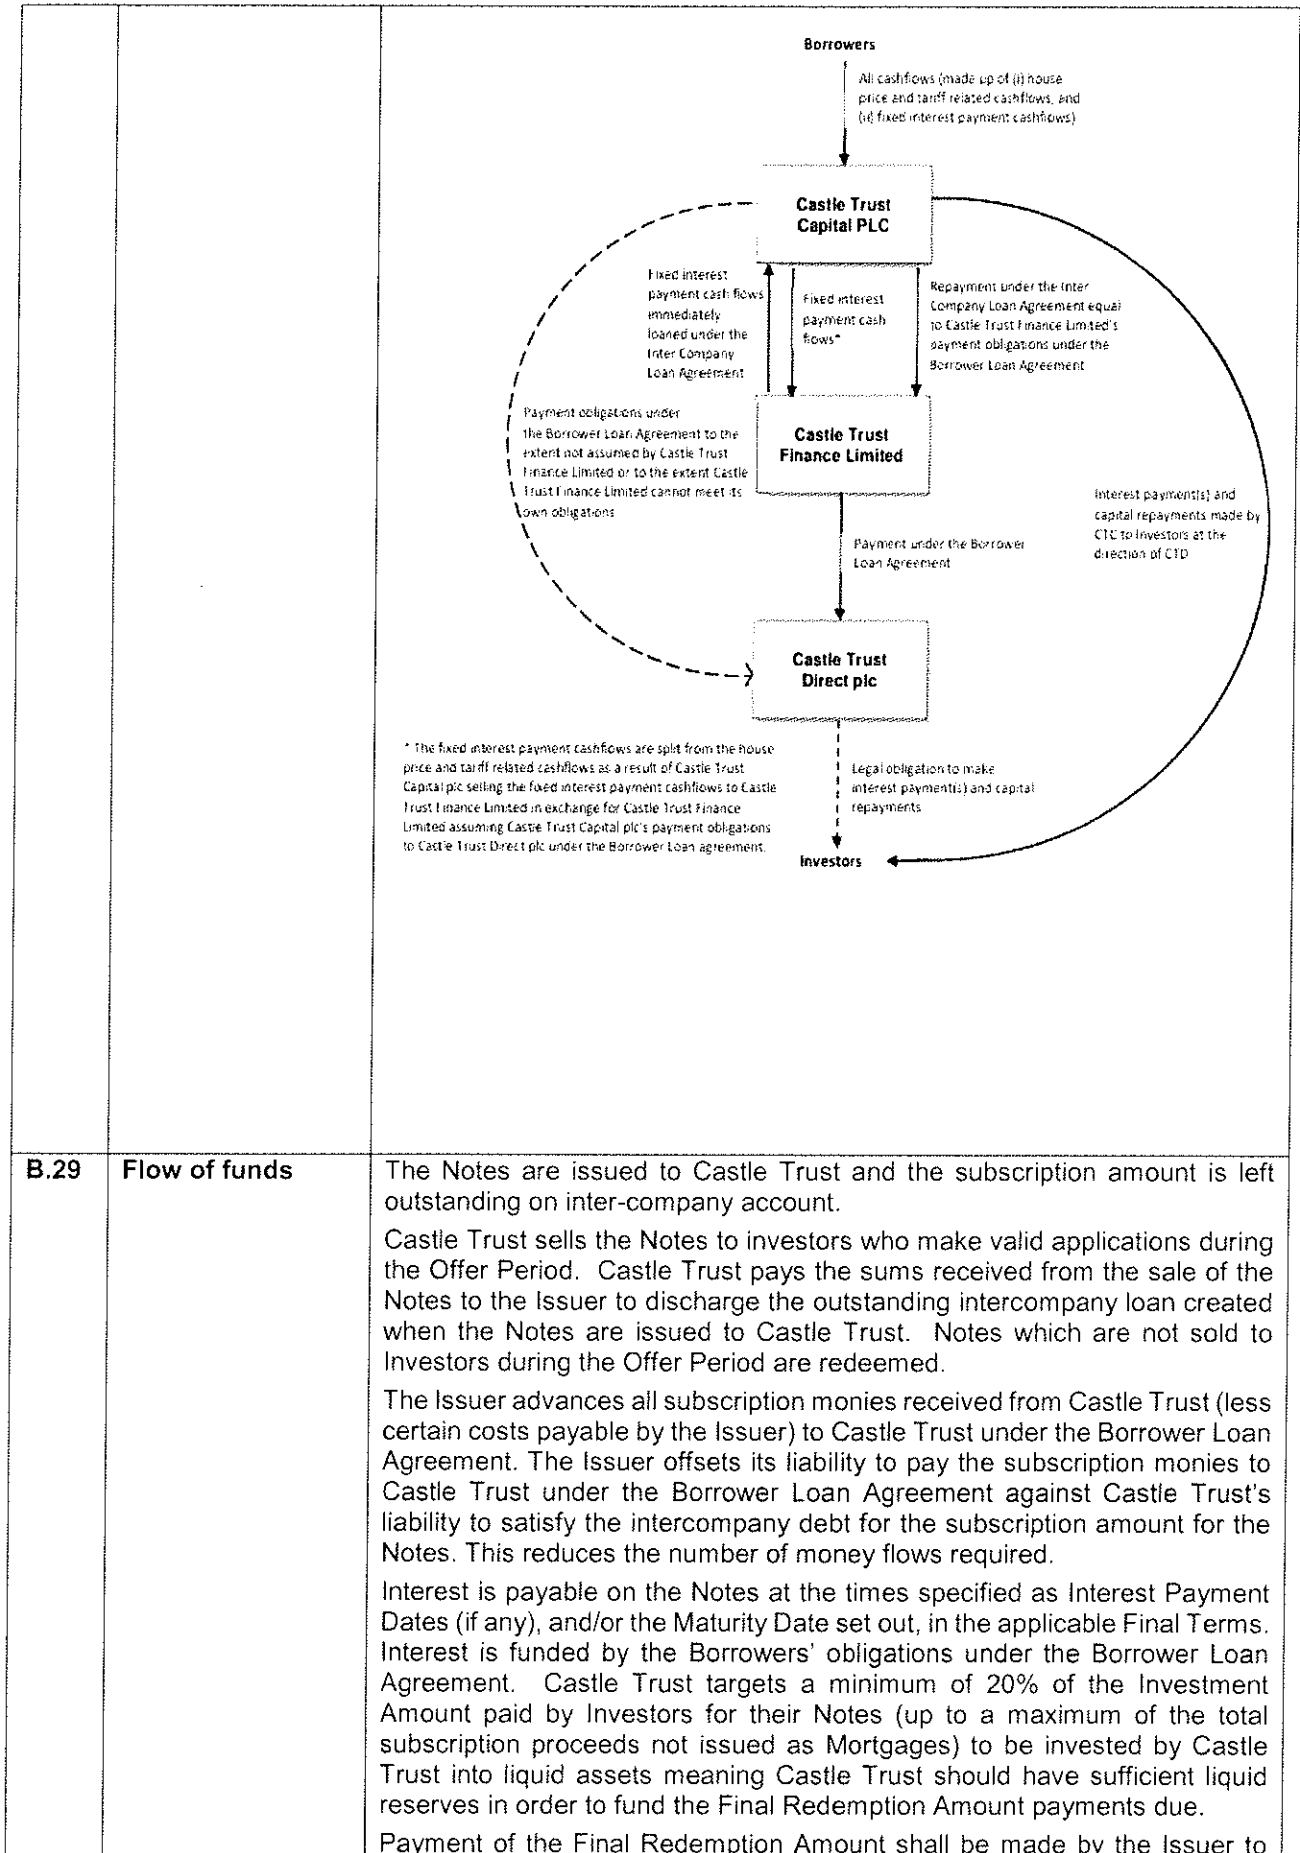 Borrowers
All cashflows (made up of (i) house
price and tariff related cashflows, and
(ii) fixed interest payment cashflows)
Castle Trust
Capital PLC
Fixed interest
payment cash flows
immediately
loaned under the
Inter Company
Loan Agreement
Fixed interest
payment cash
flows*
Repayment under the Inter
Company Loan Agreement equal
to Castle Trust Finance Limited's
payment obligations under the
Borrower Loan Agreement
Payment obligations under
the Borrower Loan Agreement to the
extent not assumed by Castle Trust
Finance Limited or to the extent Castle
Trust Finance Limited cannot meet its
own obligations
Castle Trust
Finance Limited
Interest payment(s) and
capital repayments made by
CTC to Investors at the
direction of CTD
Payment under the Borrower
Loan Agreement
Castle Trust
Direct plc
* The fixed interest payment cashflows are split from the house
price and tariff related cashflows as a result of Castle Trust
Capital plc selling the fixed interest payment cashflows to Castle
Trust Finance Limited in exchange for Castle Trust Finance
Limited assuming Castle Trust Capital plc's payment obligations
to Castle Trust Direct plc under the Borrower Loan agreement.
Legal obligation to make
interest payment(s) and capital
repayments
Investors
B.29 Flow of funds
The Notes are issued to Castle Trust and the subscription amount is left
outstanding on inter-company account.
Castle Trust sells the Notes to investors who make valid applications during
the Offer Period. Castle Trust pays the sums received from the sale of the
Notes to the Issuer to discharge the outstanding intercompany loan created
when the Notes are issued to Castle Trust. Notes which are not sold to
Investors during the Offer Period are redeemed.
The Issuer advances all subscription monies received from Castle Trust (less
certain costs payable by the Issuer) to Castle Trust under the Borrower Loan
Agreement. The Issuer offsets its liability to pay the subscription monies to
Castle Trust under the Borrower Loan Agreement against Castle Trust's
liability to satisfy the intercompany debt for the subscription amount for the
Notes. This reduces the number of money flows required.
Interest is payable on the Notes at the times specified as Interest Payment
Dates (if any), and/or the Maturity Date set out, in the applicable Final Terms.
Interest is funded by the Borrowers' obligations under the Borrower Loan
Agreement. Castle Trust targets a minimum of 20% of the Investment
Amount paid by Investors for their Notes (up to a maximum of the total
subscription proceeds not issued as Mortgages) to be invested by Castle
Trust into liquid assets meaning Castle Trust should have sufficient liquid
reserves in order to fund the Final Redemption Amount payments due.
Payment of the Final Redemption Amount shall be made by the Issuer to